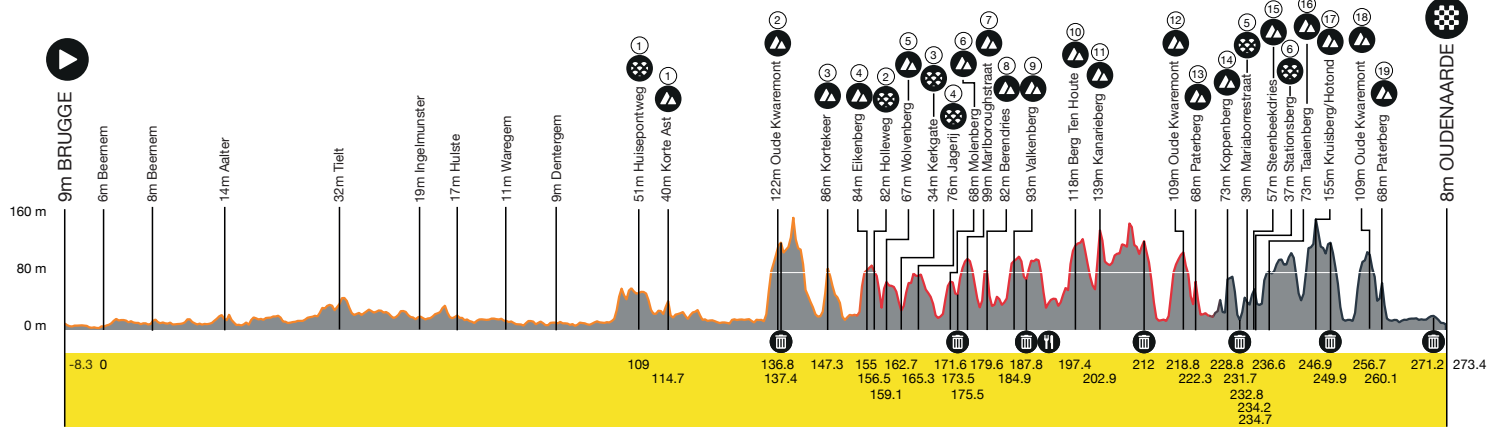 160 m
80 m
0 m
9m BRUGGE
6m Beernem
8m Beernem
14m Aalter
32m Tielt
19m Ingelmunster
17m Hulste
11m Waregem
9m Dentergem
1
51m Huisepontweg
1
40m Korte Ast
2
122m Oude Kwaremont
3
86m Kortekeer
4
84m Eikenberg
2
82m Holleweg
5
67m Wolvenberg
3
34m Kerkgate
4
76m Jagerij
6
68m Molenberg
7
99m Marlboroughstraat
8
82m Berendries
9
93m Valkenberg
10
118m Berg Ten Houte
11
139m Kanarieberg
12
109m Oude Kwaremont
13
68m Paterberg
14
73m Koppenberg
5
39m Mariaborrestraat
15
57m Steenbeekdries
6
37m Stationsberg
16
73m Taaienberg
17
155m Kruisberg/Hotond
18
109m Oude Kwaremont
19
68m Paterberg
8m OUDENAARDE
-8.3 0 109 136.8 147.3 155 162.7 171.6 179.6 187.8 197.4 212 218.8 228.8 236.6 246.9 256.7 271.2 273.4
114.7 137.4 156.5 165.3 173.5 184.9 202.9 222.3 231.7 249.9 260.1
159.1 175.5 232.8
234.2
234.7